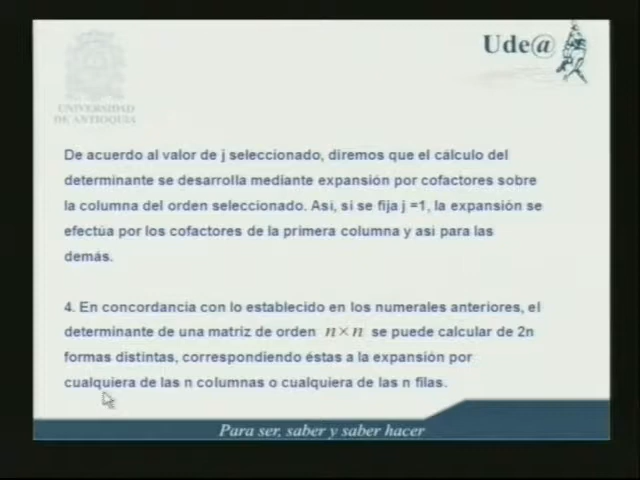 Ude@
UNIVERSIDAD
DE ANTIOQUIA
De acuerdo al valor de j seleccionado, diremos que el cálculo del
determinante se desarrolla mediante expansión por cofactores sobre
la columna del orden seleccionado. Asi, si se fija j =1, la expansión se
efectúa por los cofactores de la primera columna y asi para las
demás.
4. En concordancia con lo establecido en los numerales anteriores, el
determinante de una matriz de orden n×n se puede calcular de 2n
formas distintas, correspondiendo éstas a la expansión por
cualquiera de las n columnas o cualquiera de las n filas.
Para ser, saber y saber hacer